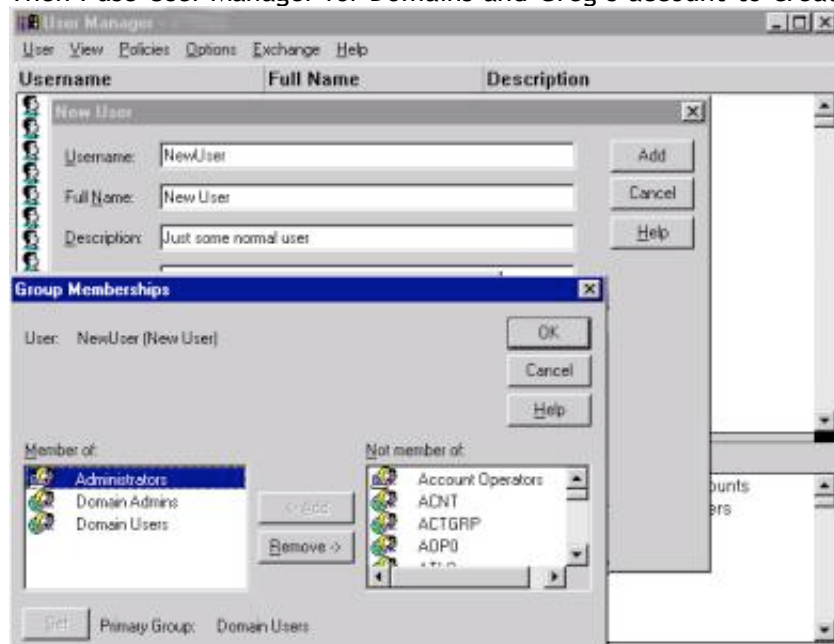 Then I use User Manager for Domains and Greg's account to creat
User Manager -
User View Policies Options Exchange Help
Username Full Name Description
New User
Username: NewUser
Full Name: New User
Description: Just some normal user
Add
Cancel
Help
Group Memberships
User: NewUser (New User)
OK
Cancel
Help
Member of:
Administrators
Domain Admins
Domain Users
<- Add
Remove ->
Not member of:
Account Operators
ACNT
ACTGRP
ADPO
Set
Primary Group: Domain Users
ounts
ers